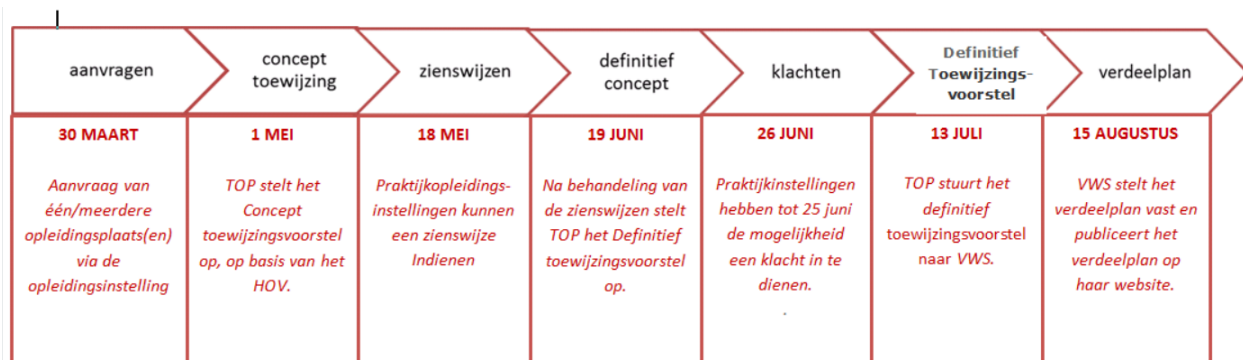 aanvragen
concept
toewijzing
zienswijzen
definitief
concept
klachten
Definitief
Toewijzings-
voorstel
verdeelplan
30 MAART
Aanvraag van
één/meerdere
opleidingsplaats(en)
via de
opleidingsinstelling
1 MEI
TOP stelt het
Concept
toewijzingsvoorstel
op, op basis van het
HOV.
18 MEI
Praktijkopleidings-
instellingen kunnen
een zienswijze
Indienen
19 JUNI
Na behandeling van
de zienswijzen stelt
TOP het Definitief
toewijzingsvoorstel
op.
26 JUNI
Praktijkinstellingen
hebben tot 25 juni
de mogelijkheid
een klacht in te
dienen.
.
13 JULI
TOP stuurt het
definitief
toewijzingsvoorstel
naar VWS.
15 AUGUSTUS
VWS stelt het
verdeelplan vast en
publiceert het
verdeelplan op
haar website.